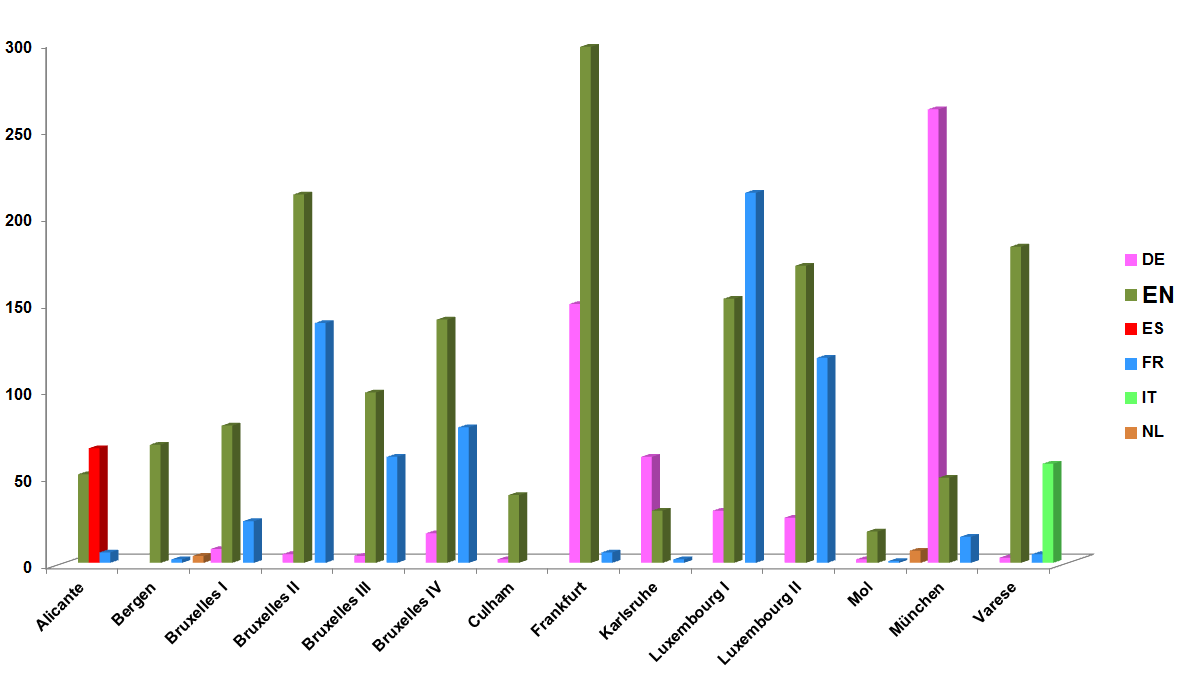 300
250
200
150
100
50
0
Alicante
Bergen
Bruxelles I
Bruxelles II
Bruxelles III
Bruxelles IV
Culham
Frankfurt
Karlsruhe
Luxembourg I
Luxembourg II
Mol
München
Varese
DE
EN
ES
FR
IT
NL